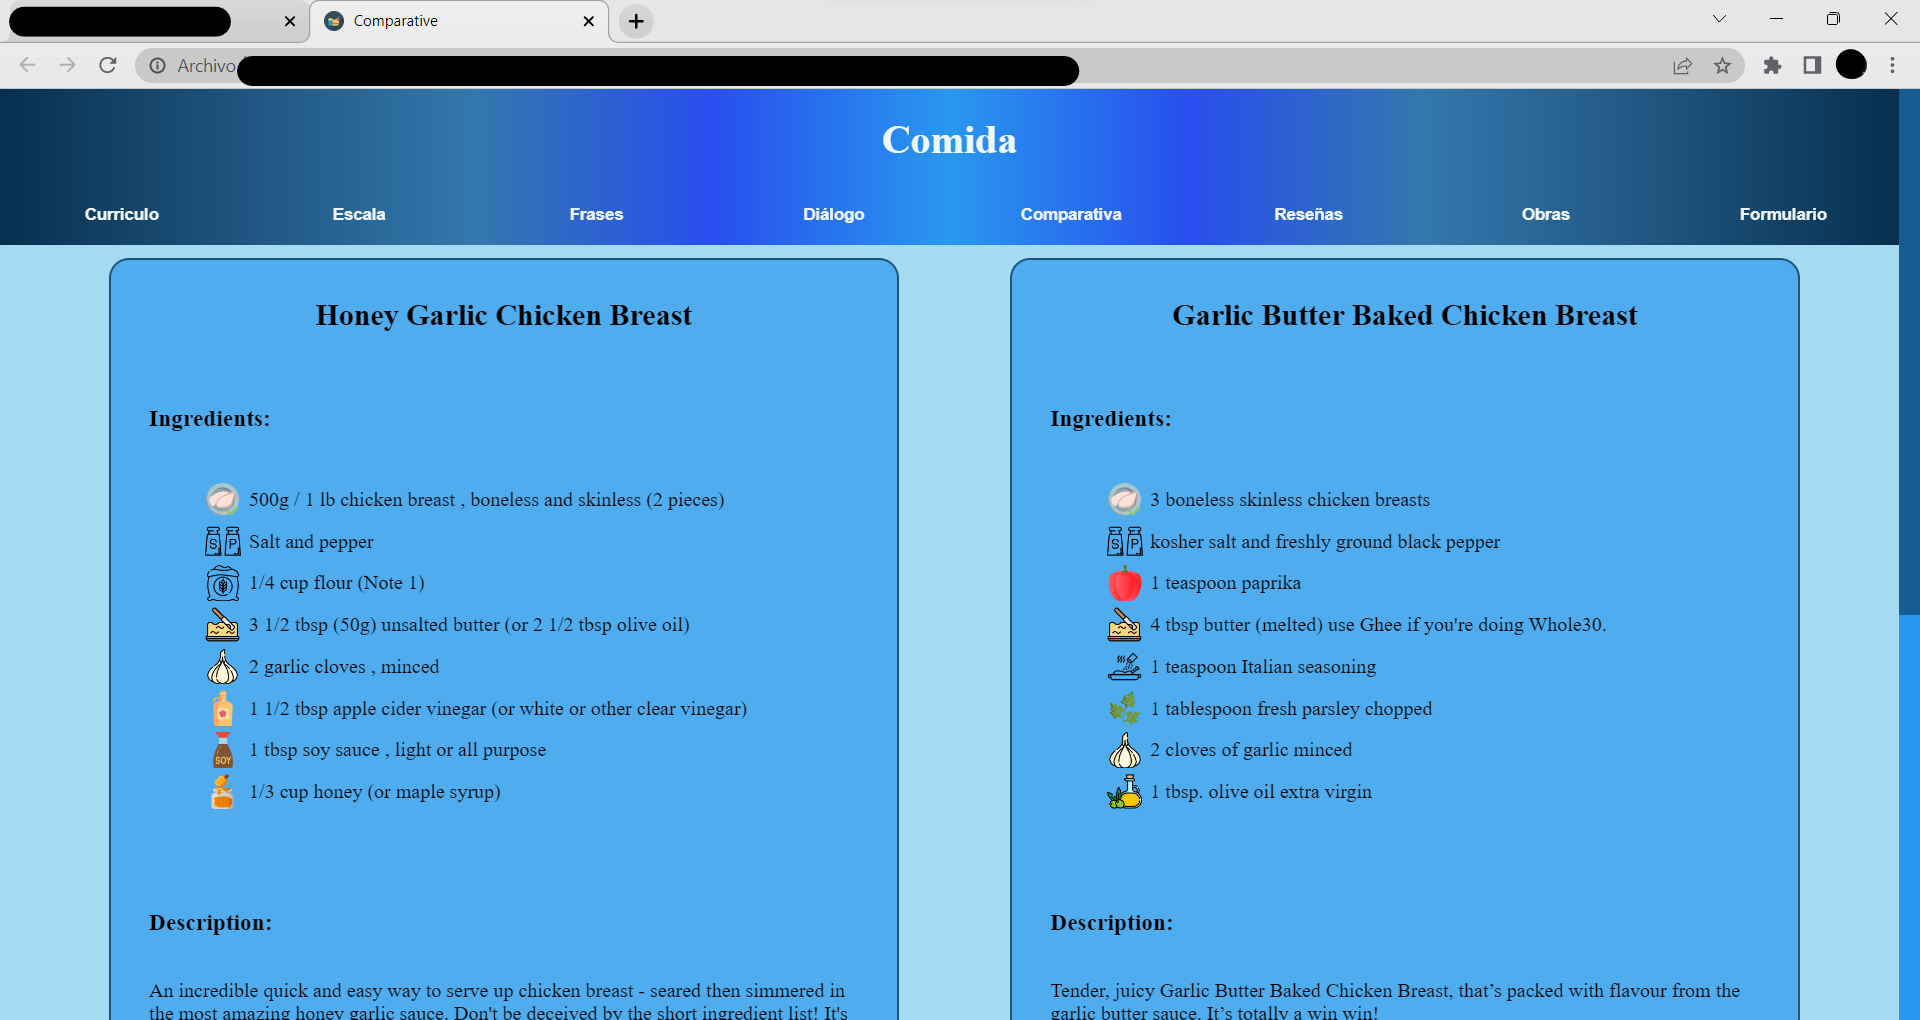 Comparative
Archivo
Comida
Curriculo Escala Frases Diálogo Comparativa Reseñas Obras Formulario
Honey Garlic Chicken Breast
Ingredients:
500g / 1 lb chicken breast , boneless and skinless (2 pieces)
S P Salt and pepper
1/4 cup flour (Note 1)
3 1/2 tbsp (50g) unsalted butter (or 2 1/2 tbsp olive oil)
2 garlic cloves , minced
1 1/2 tbsp apple cider vinegar (or white or other clear vinegar)
SOY 1 tbsp soy sauce , light or all purpose
1/3 cup honey (or maple syrup)
Description:
An incredible quick and easy way to serve up chicken breast - seared then simmered in
the most amazing honey garlic sauce. Don't be deceived by the short ingredient list! It's
Garlic Butter Baked Chicken Breast
Ingredients:
3 boneless skinless chicken breasts
S P kosher salt and freshly ground black pepper
1 teaspoon paprika
4 tbsp butter (melted) use Ghee if you're doing Whole30.
1 teaspoon Italian seasoning
1 tablespoon fresh parsley chopped
2 cloves of garlic minced
1 tbsp. olive oil extra virgin
Description:
Tender, juicy Garlic Butter Baked Chicken Breast, that’s packed with flavour from the
garlic butter sauce. It’s totally a win win!